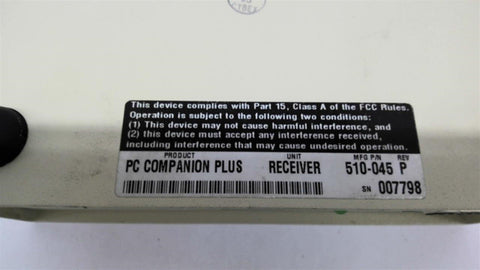 This device complies with Part 15, Class A of the FCC Rules.
Operation is subject to the following two conditions:
(1) This device may not cause harmful interference, and
(2) this device must accept any interference received,
including interference that may cause undesired operation.
PRODUCT UNIT MFG P/N REV
PC COMPANION PLUS RECEIVER 510-045 P
SN 007798